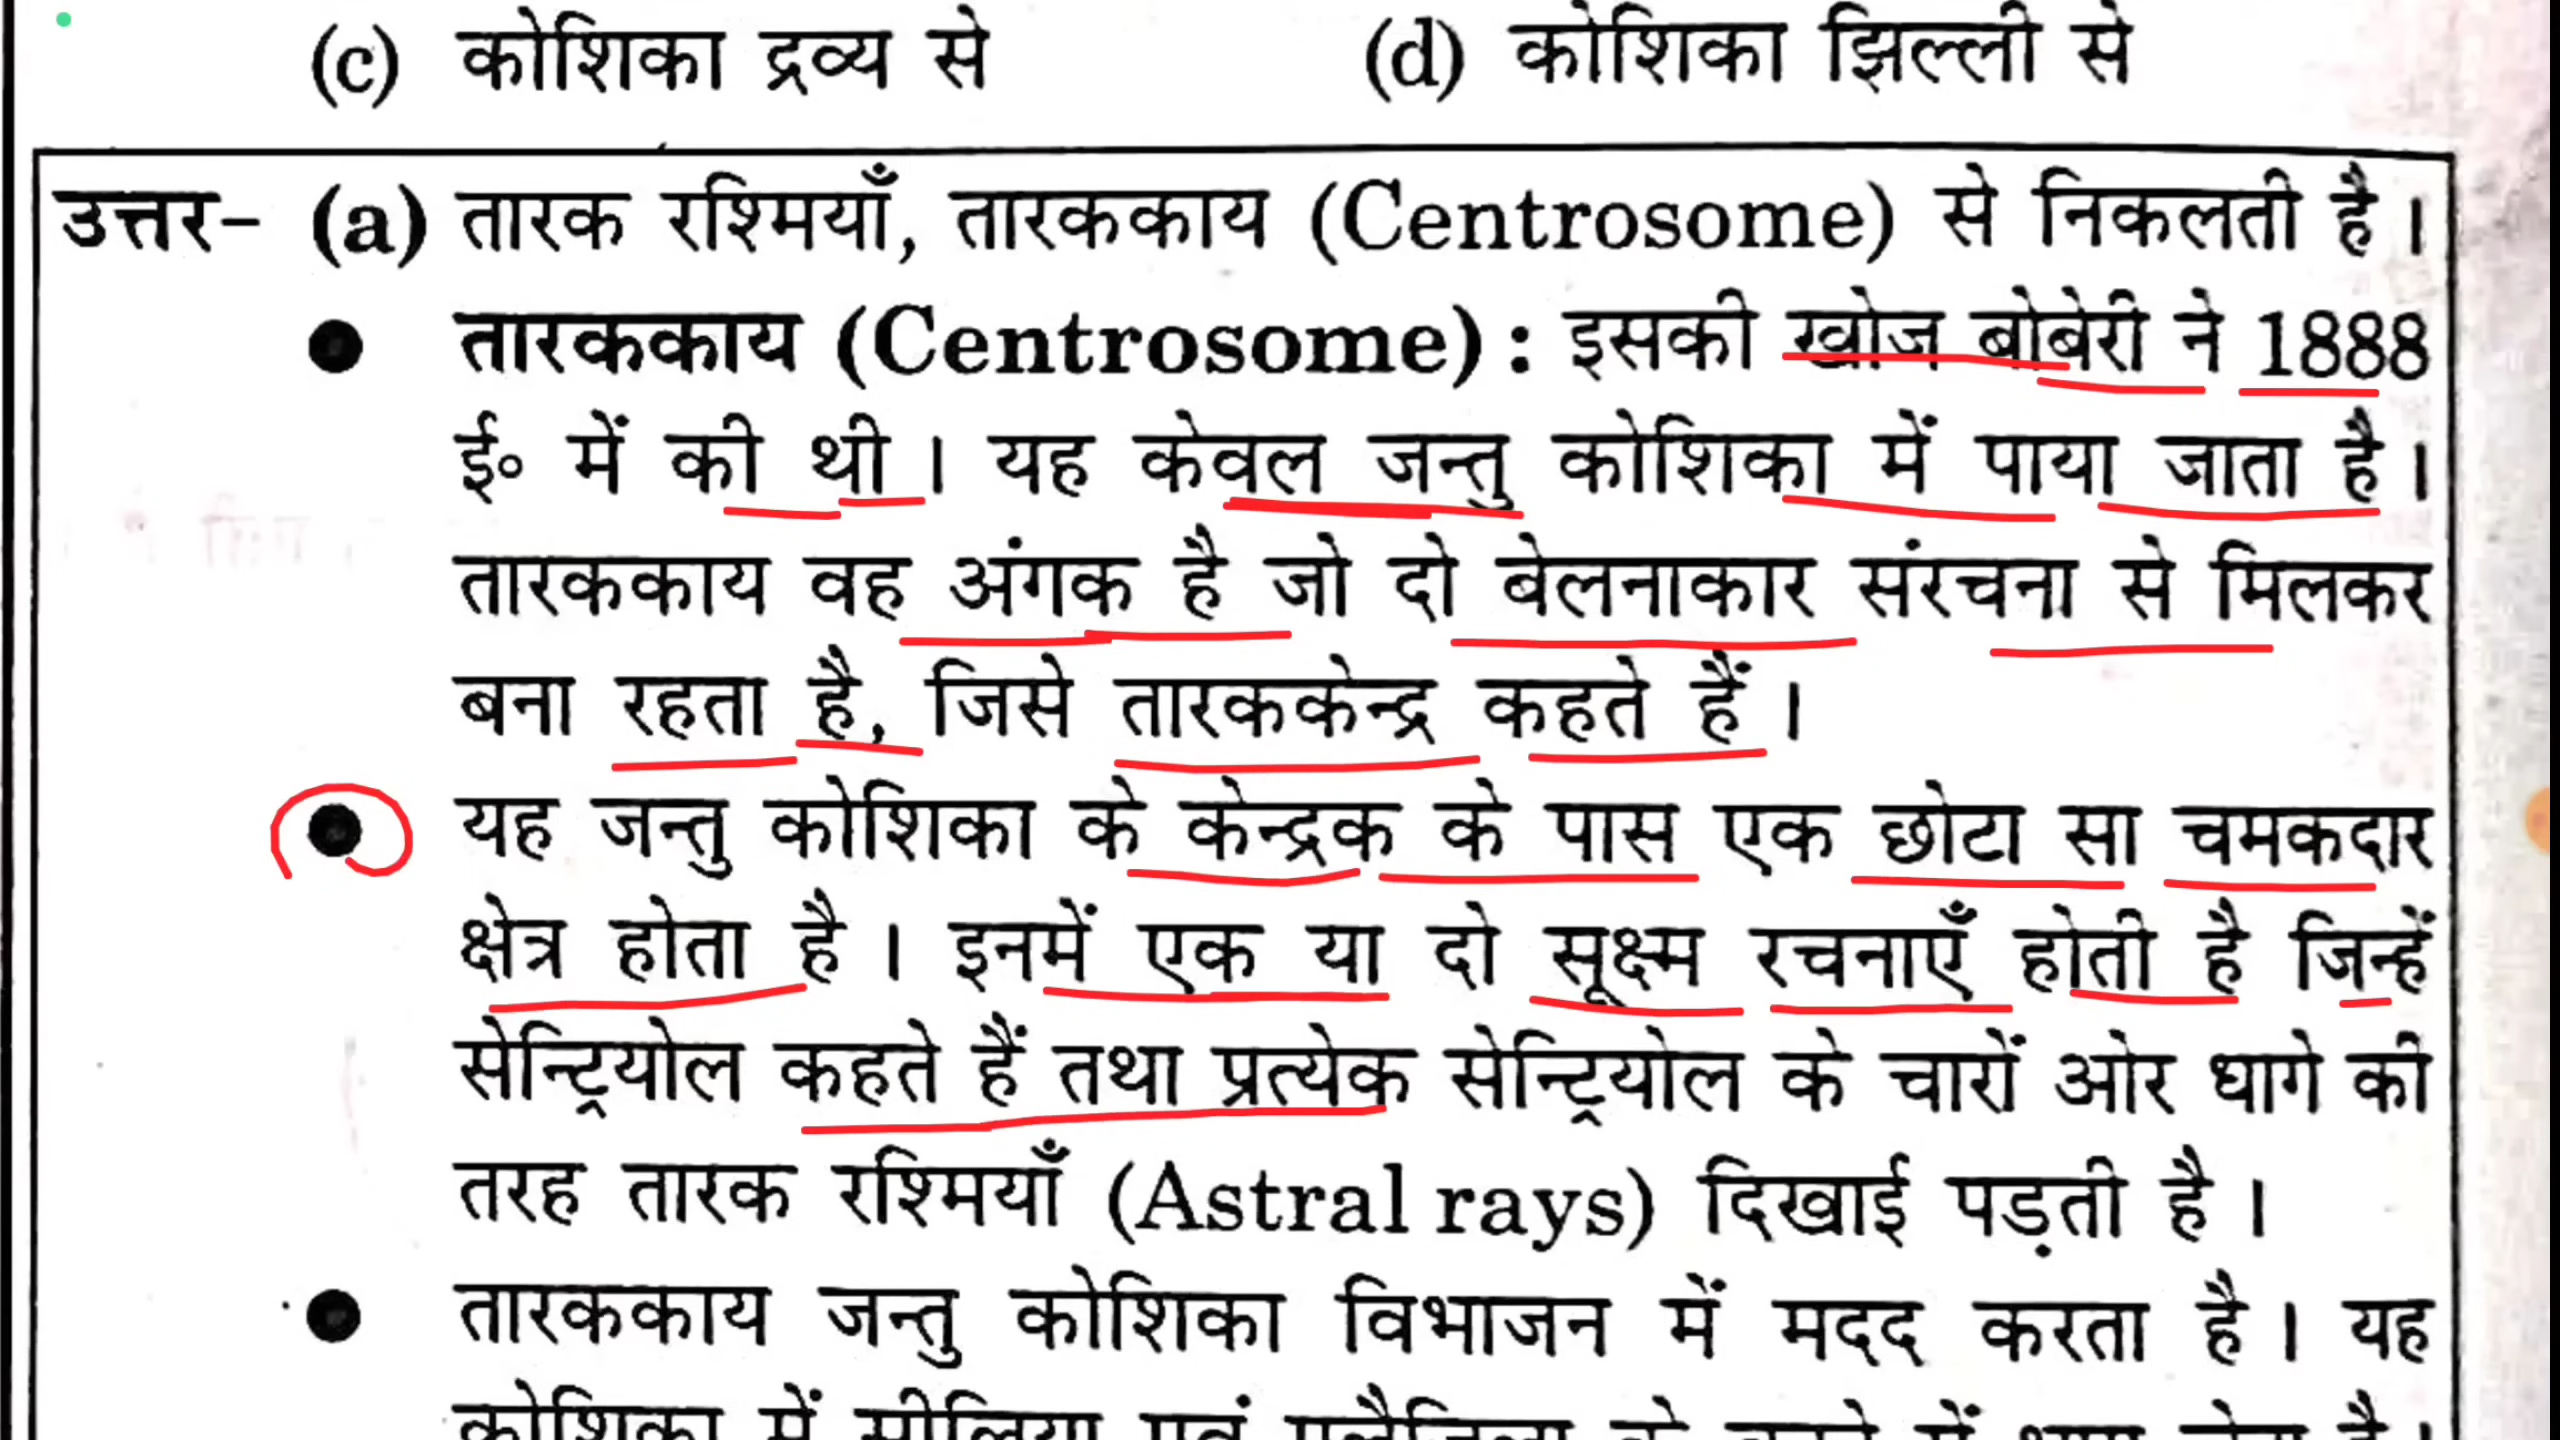 (c) कोशिका द्रव्य से (d) कोशिका झिल्ली से
उत्तर- (a) तारक रश्मियाँ, तारककाय (Centrosome) से निकलती है।
● तारककाय (Centrosome) : इसकी खोज बोबेरी ने 1888
ई॰ में की थी। यह केवल जन्तु कोशिका में पाया जाता है।
तारककाय वह अंगक है जो दो बेलनाकार संरचना से मिलकर
बना रहता है, जिसे तारककेन्द्र कहते हैं।
● यह जन्तु कोशिका के केन्द्रक के पास एक छोटा सा चमकदार
क्षेत्र होता है। इनमें एक या दो सूक्ष्म रचनाएँ होती है जिन्हें
सेन्ट्रियोल कहते हैं तथा प्रत्येक सेन्ट्रियोल के चारों ओर धागे की
तरह तारक रश्मियाँ (Astral rays) दिखाई पड़ती है।
● तारककाय जन्तु कोशिका विभाजन में मदद करता है। यह
कोशिका में सीलिया एवं